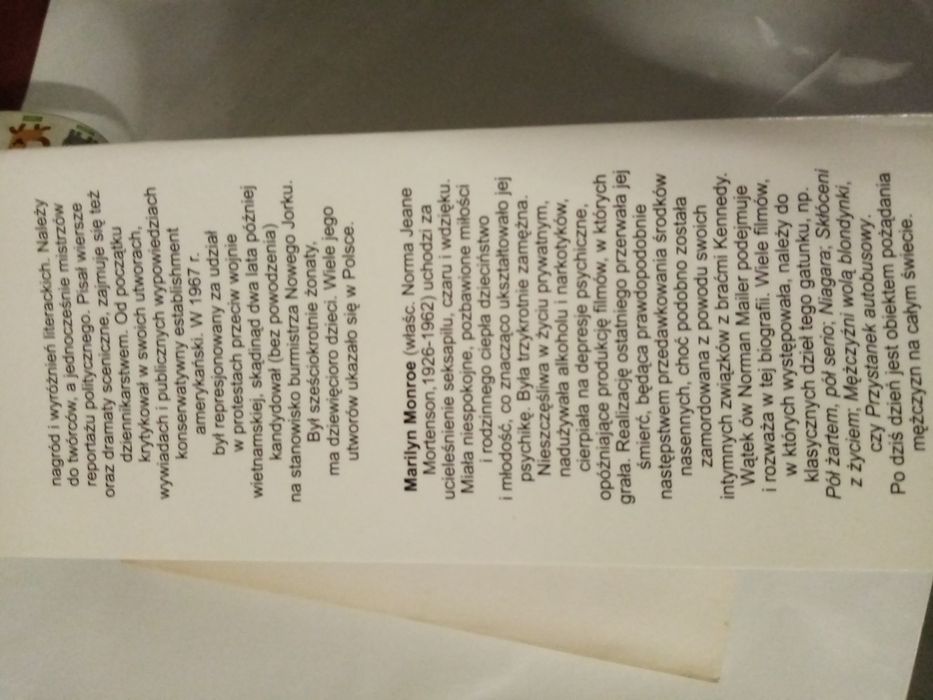 nagród i wyróżnień literackich. Należy
do twórców, a jednocześnie mistrzów
reportażu politycznego. Pisał wiersze
oraz dramaty sceniczne, zajmuje się też
dziennikarstwem. Od początku
krytykował w swoich utworach,
wywiadach i publicznych wypowiedziach
konserwatywny establishment
amerykański. W 1967 r.
był represjonowany za udział
w protestach przeciw wojnie
wietnamskej, skądinąd dwa lata później
kandydował (bez powodzenia)
na stanowisko burmistrza Nowego Jorku.
Był sześciokrotnie żonaty,
ma dziewięcioro dzieci. Wiele jego
utworów ukazało się w Polsce.
Marilyn Monroe (właśc. Norma Jeane
Mortenson,1926-1962) uchodzi za
ucieleśnienie seksapilu, czaru i wdzięku.
Miała niespokojne, pozbawione miłości
i rodzinnego ciepła dzieciństwo
i młodość, co znacząco ukształtowało jej
psychikę. Była trzykrotnie zamężna.
Nieszczęśliwa w życiu prywatnym,
nadużywała alkoholu i narkotyków,
cierpiała na depresje psychiczne,
opóźniające produkcję filmów, w których
grała. Realizację ostatniego przerwała jej
śmierć, będąca prawdopodobnie
następstwem przedawkowania środków
nasennych, choć podobno została
zamordowana z powodu swoich
intymnych związków z braćmi Kennedy.
Wątek ów Norman Mailer podejmuje
i rozważa w tej biografii. Wiele filmów,
w których występowała, należy do
klasycznych dzieł tego gatunku, np.
Pół żartem, pół serio; Niagara, Skłóceni
z życiem; Mężczyźni wolą blondynki,
czy Przystanek autobusowy.
Po dziś dzień jest obiektem pożądania
mężczyzn na całym świecie.